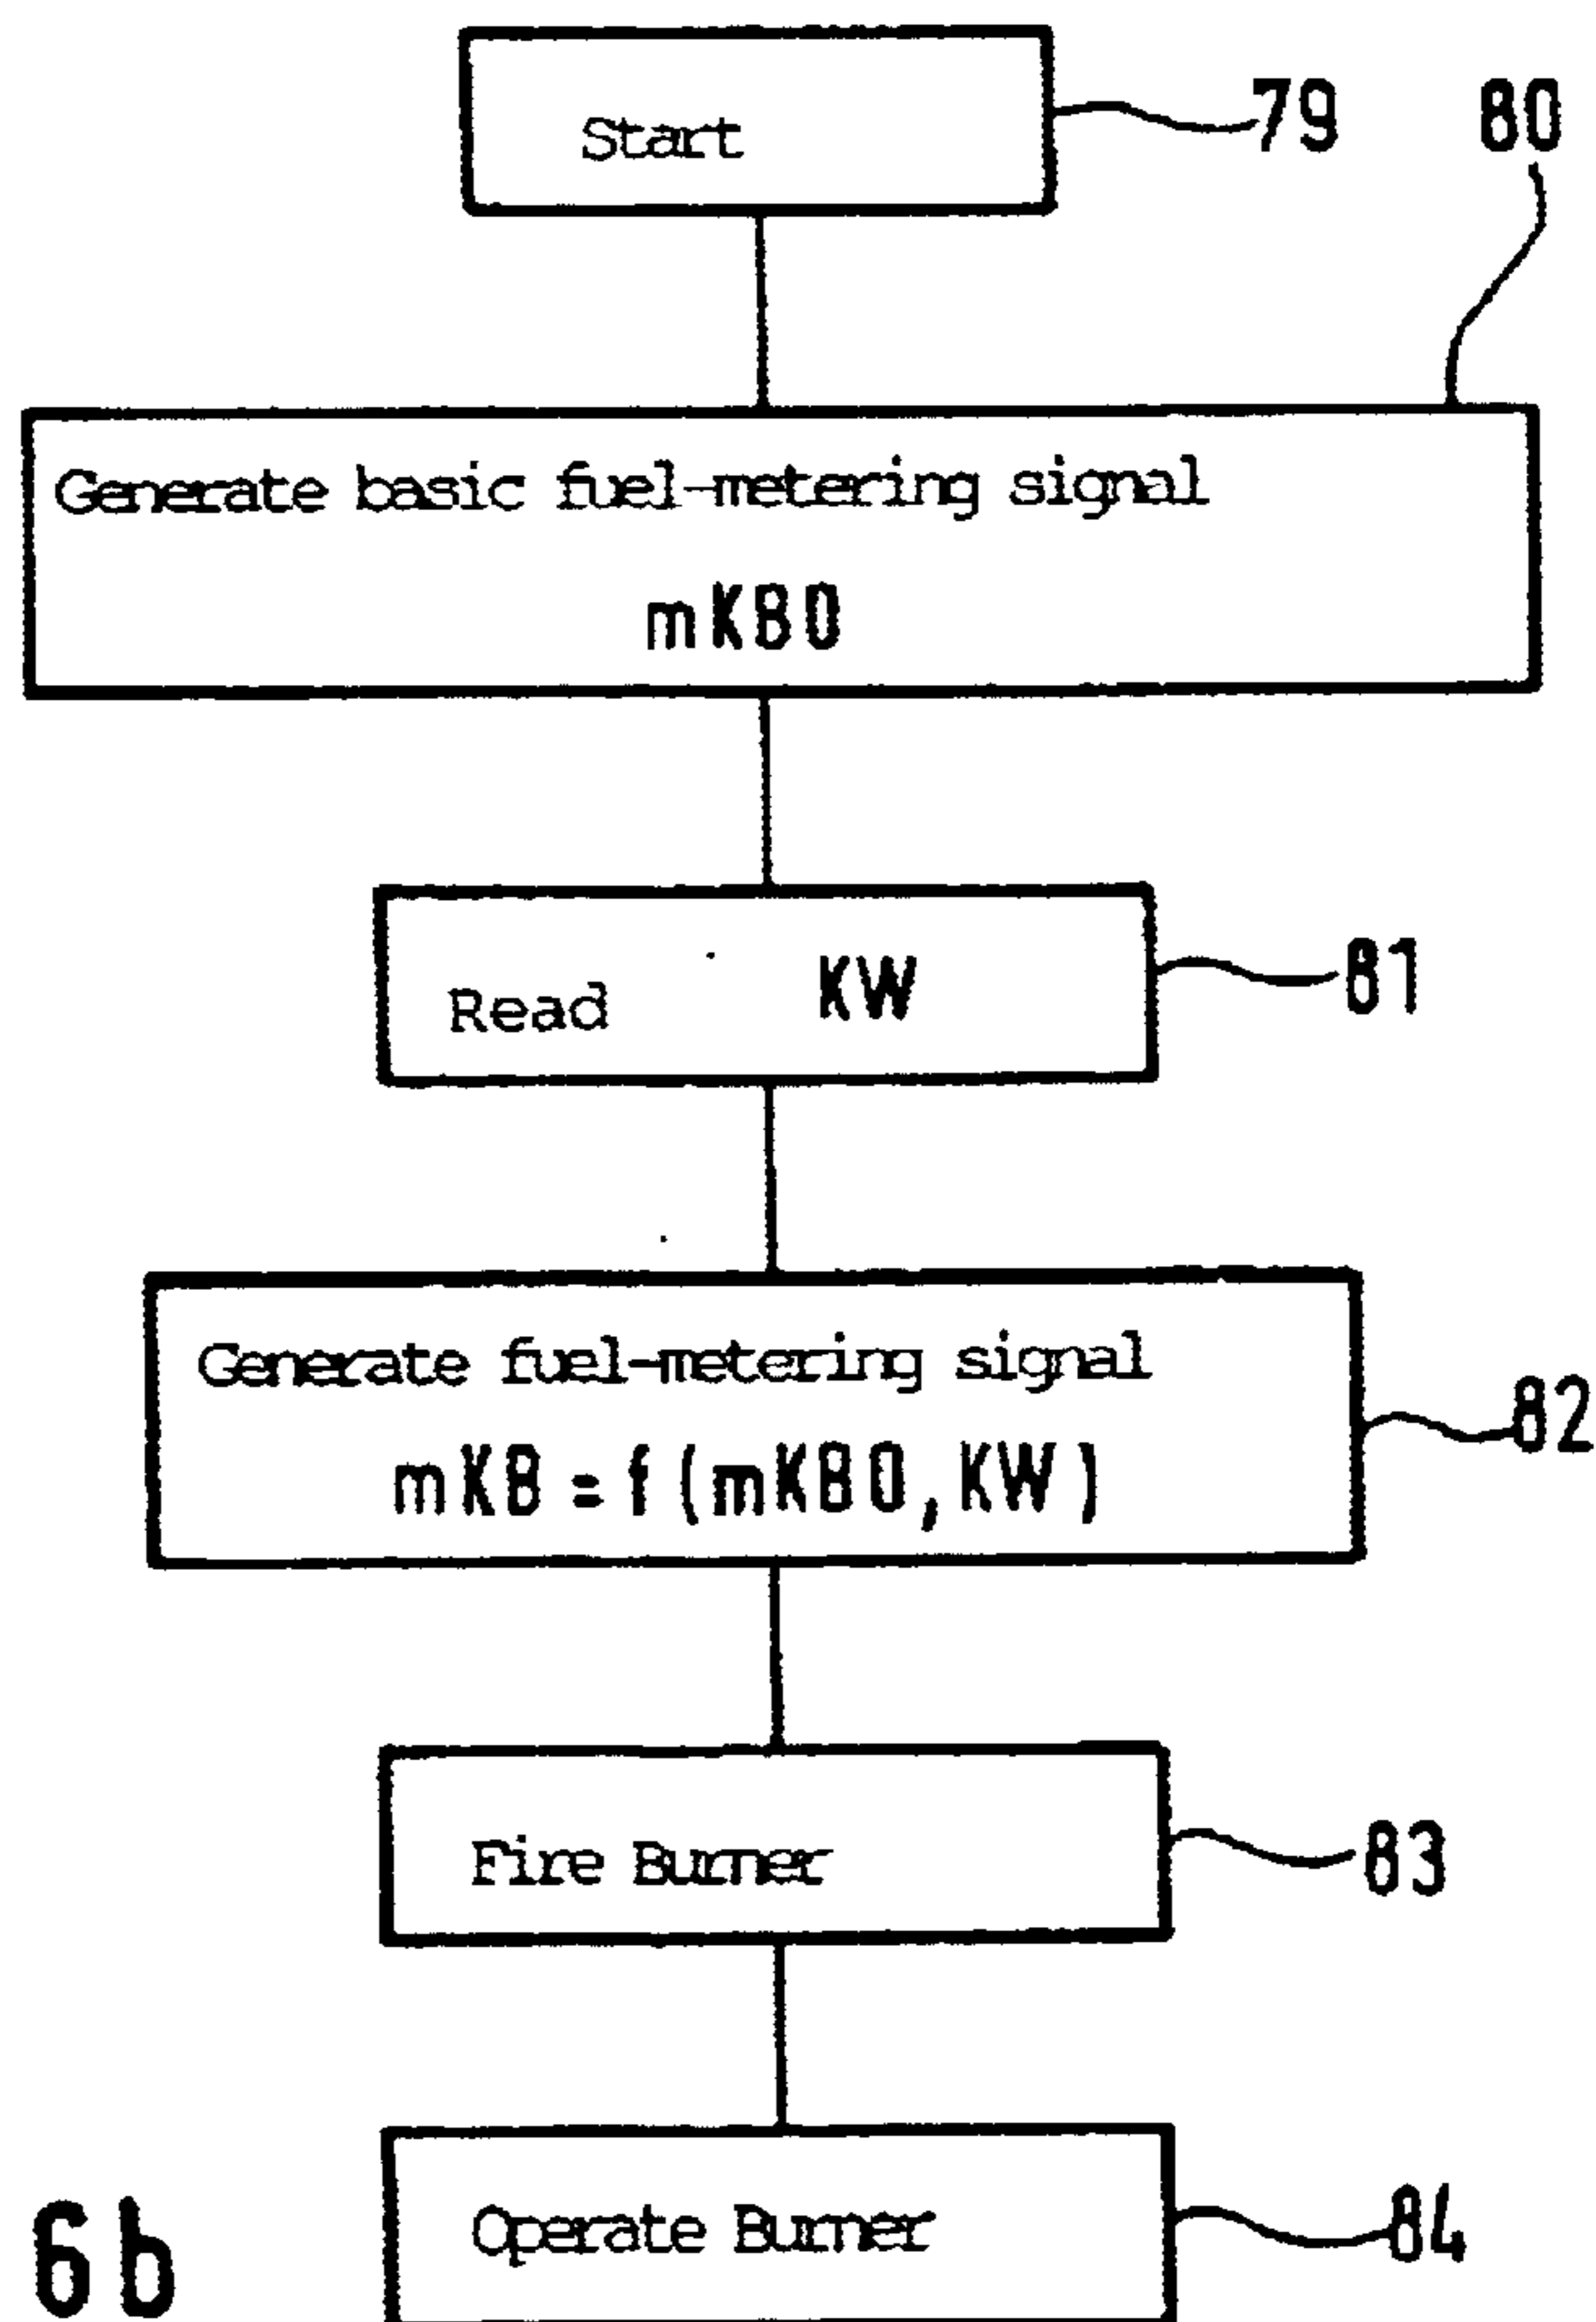 Start
79
80
Generate basic fuel-metering signal
mKB0
Read KW
81
Generate fuel-metering signal
mKB = f (mKB0, KW)
82
Fire Burner
83
Operate Burner
84
6b